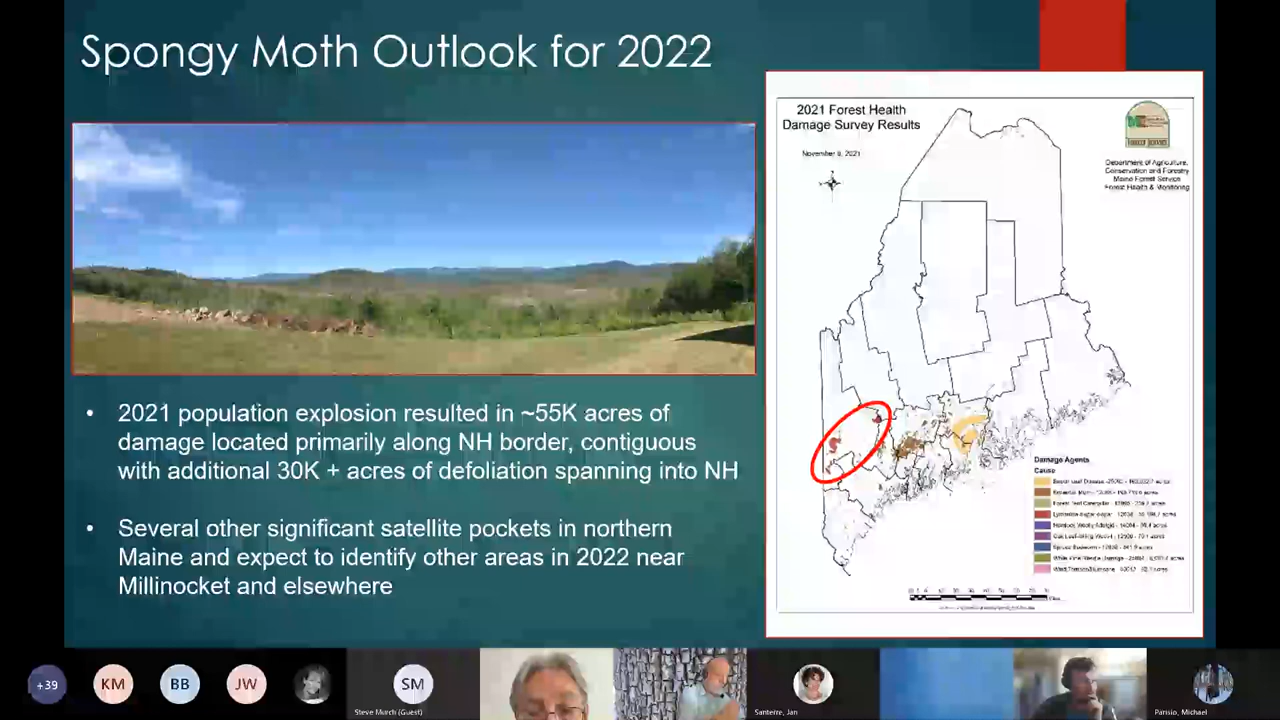 Spongy Moth Outlook for 2022
2021 population explosion resulted in ~55K acres of
damage located primarily along NH border, contiguous
with additional 30K + acres of defoliation spanning into NH
Several other significant satellite pockets in northern
Maine and expect to identify other areas in 2022 near
Millinocket and elsewhere
2021 Forest Health
Damage Survey Results
November 2021
Department of Agriculture,
Conservation and Forestry
Maine Forest Service
Forest Health & Monitoring
Damage Agents
Cause
+39
KM
BB
JW
SM
Steve Murch (Guest)
Santerre, Jan
Parisio, Michael